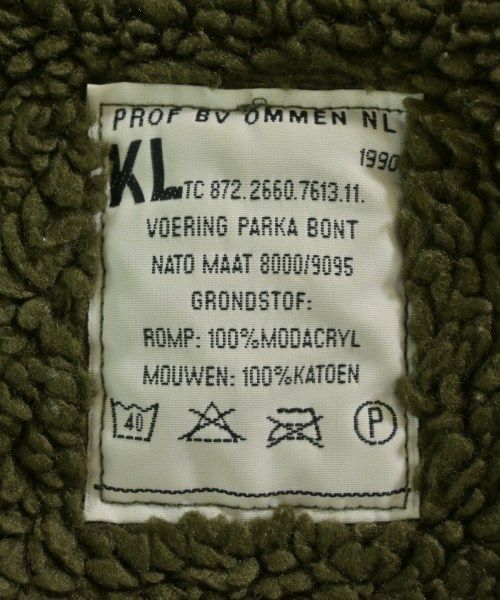 PROF BV OMMEN NL
1990
KL TC 872.2660.7613.11.
VOERING PARKA BONT
NATO MAAT 8000/9095
GRONDSTOF:
ROMP: 100%MODACRYL
MOUWEN: 100%KATOEN
40 P